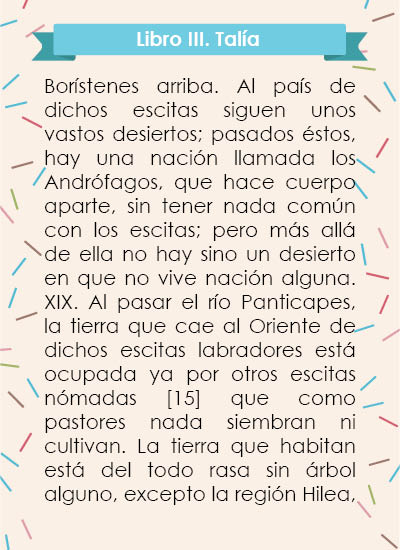 Libro III. Talía
Borístenes arriba. Al país de
dichos escitas siguen unos
vastos desiertos; pasados éstos,
hay una nación llamada los
Andrófagos, que hace cuerpo
aparte, sin tener nada común
con los escitas; pero más allá
de ella no hay sino un desierto
en que no vive nación alguna.
XIX. Al pasar el río Panticapes,
la tierra que cae al Oriente de
dichos escitas labradores está
ocupada ya por otros escitas
nómadas [15] que como
pastores nada siembran ni
cultivan. La tierra que habitan
está del todo rasa sin árbol
alguno, excepto la región Hilea,